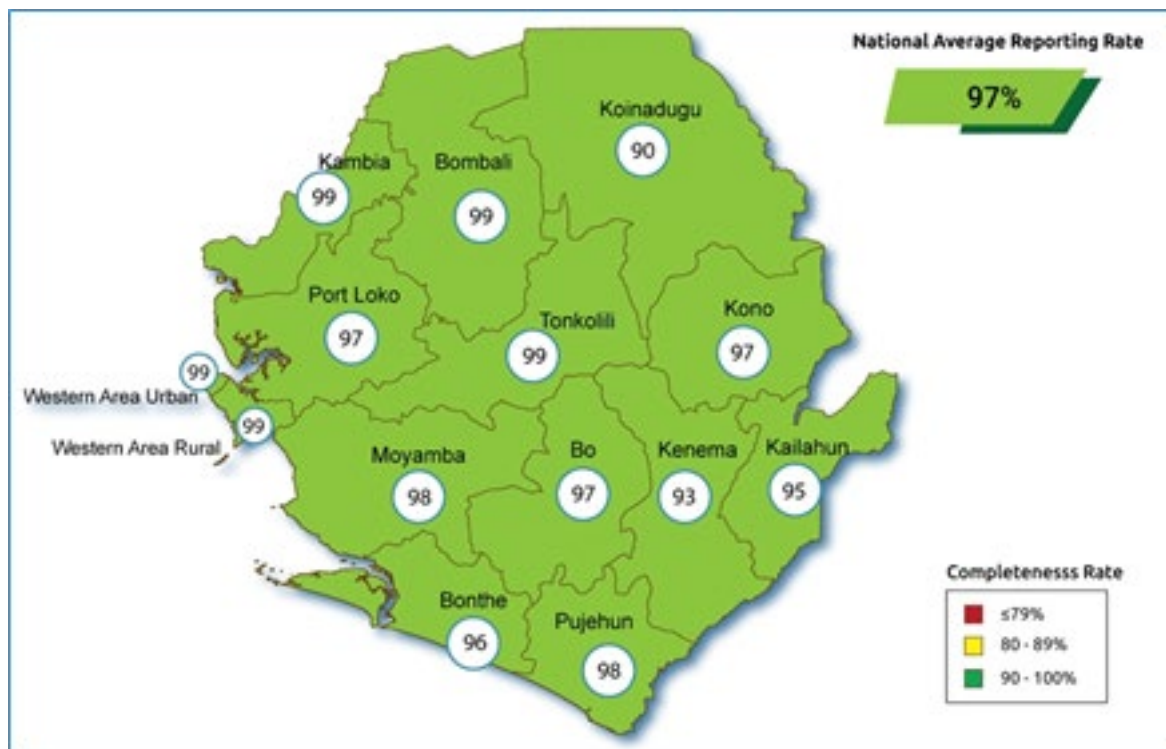 National Average Reporting Rate
97%
Koinadugu
90
Kambia
99
Bombali
99
Port Loko
97
Tonkolili
99
Kono
97
99
Western Area Urban
99
Western Area Rural
Moyamba
98
Bo
97
Kenema
93
Kailahun
95
Bonthe
96
Pujehun
98
Completenesss Rate
≤79%
80 - 89%
90 - 100%